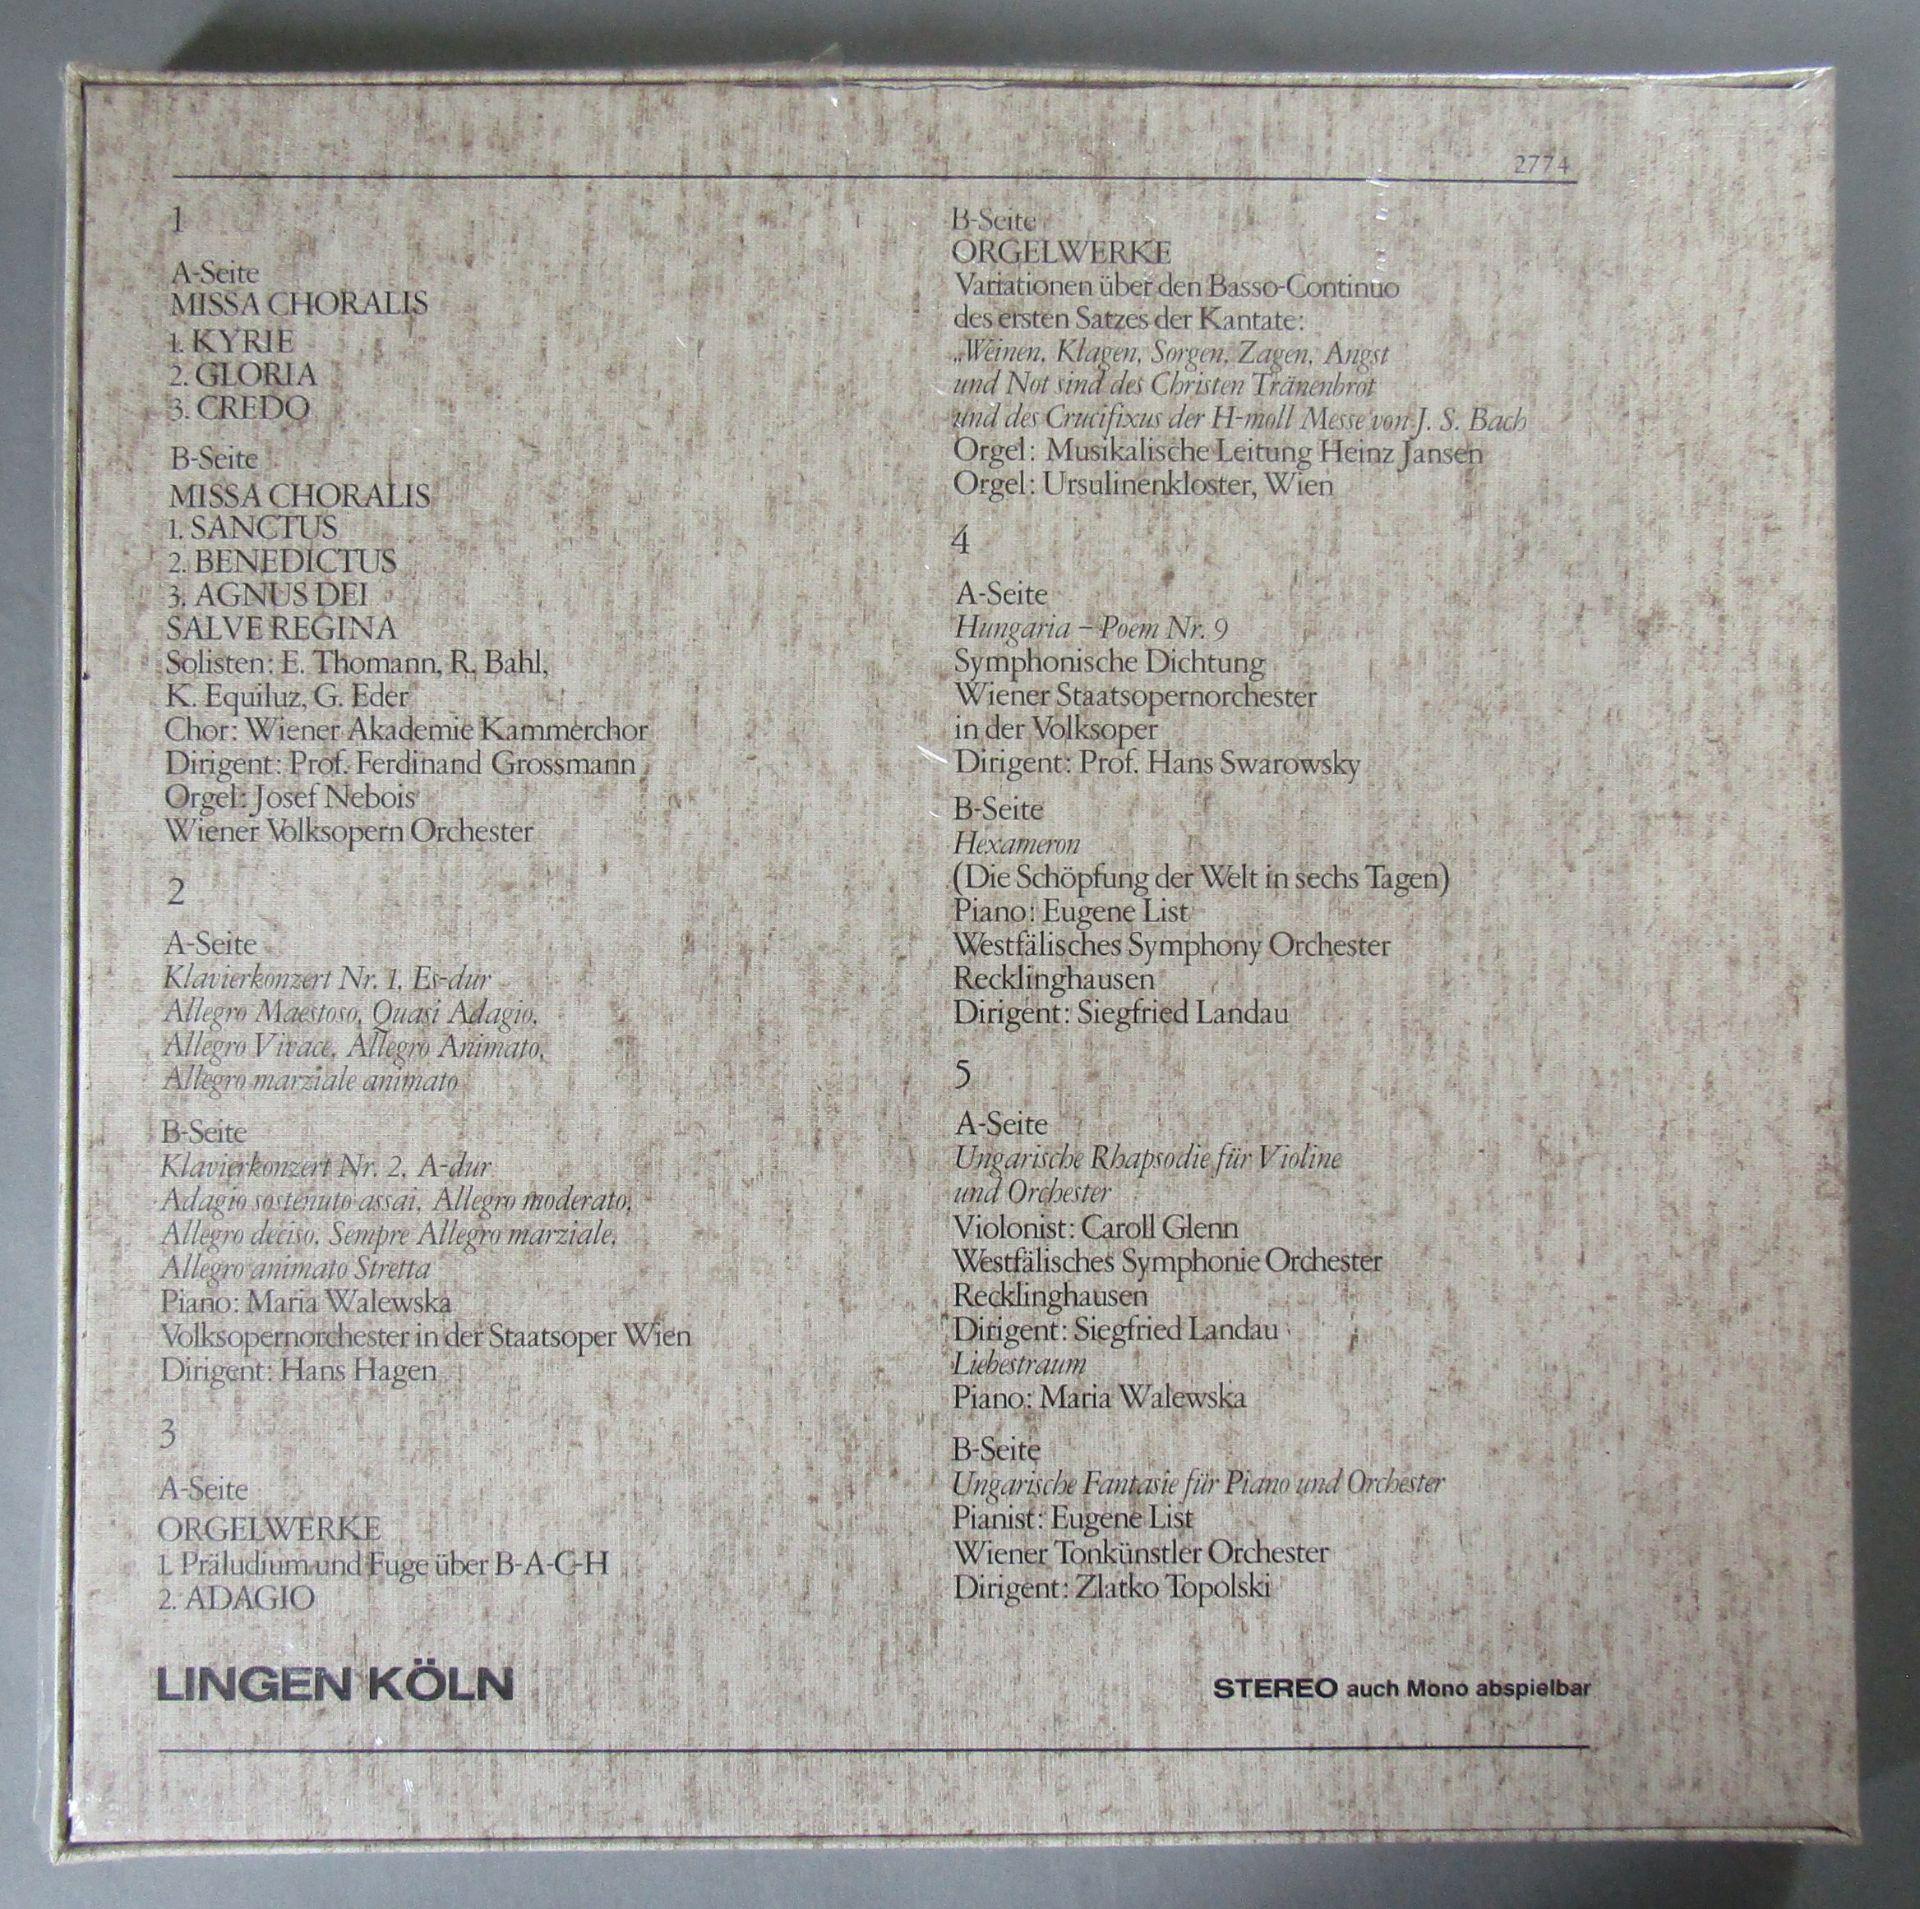 2774
1
A-Seite
MISSA CHORALIS
1. KYRIE
2. GLORIA
3. CREDO
B-Seite
MISSA CHORALIS
1. SANCTUS
2. BENEDICTUS
3. AGNUS DEI
SALVE REGINA
Solisten: E. Thomann, R. Bahl,
K. Equiluz, G. Eder
Chor: Wiener Akademie Kammerchor
Dirigent: Prof. Ferdinand Grossmann
Orgel: Josef Nebois
Wiener Volksopern Orchester
2
A-Seite
Klavierkonzert Nr. 1, Es-dur
Allegro Maestoso, Quasi Adagio,
Allegro Vivace, Allegro Animato,
Allegro marziale animato
B-Seite
Klavierkonzert Nr. 2, A-dur
Adagio sostenuto assai, Allegro moderato,
Allegro deciso, Sempre Allegro marziale,
Allegro animato Stretta
Piano: Maria Walewska
Volksopernorchester in der Staatsoper Wien
Dirigent: Hans Hagen
3
A-Seite
ORGELWERKE
1. Präludium und Fuge über B-A-C-H
2. ADAGIO
B-Seite
ORGELWERKE
Variationen über den Basso-Continuo
des ersten Satzes der Kantate:
„Weinen, Klagen, Sorgen, Zagen, Angst
und Not sind des Christen Tränenbrot
und des Crucifixus der H-moll Messe von J. S. Bach
Orgel: Musikalische Leitung Heinz Jansen
Orgel: Ursulinenkloster, Wien
4
A-Seite
Hungaria – Poem Nr. 9
Symphonische Dichtung
Wiener Staatsopernorchester
in der Volksoper
Dirigent: Prof. Hans Swarowsky
B-Seite
Hexameron
(Die Schöpfung der Welt in sechs Tagen)
Piano: Eugene List
Westfälisches Symphony Orchester
Recklinghausen
Dirigent: Siegfried Landau
5
A-Seite
Ungarische Rhapsodie für Violine
und Orchester
Violonist: Caroll Glenn
Westfälisches Symphonie Orchester
Recklinghausen
Dirigent: Siegfried Landau
Liebestraum
Piano: Maria Walewska
B-Seite
Ungarische Fantasie für Piano und Orchester
Pianist: Eugene List
Wiener Tonkünstler Orchester
Dirigent: Zlatko Topolski
LINGEN KÖLN
STEREO auch Mono abspielbar